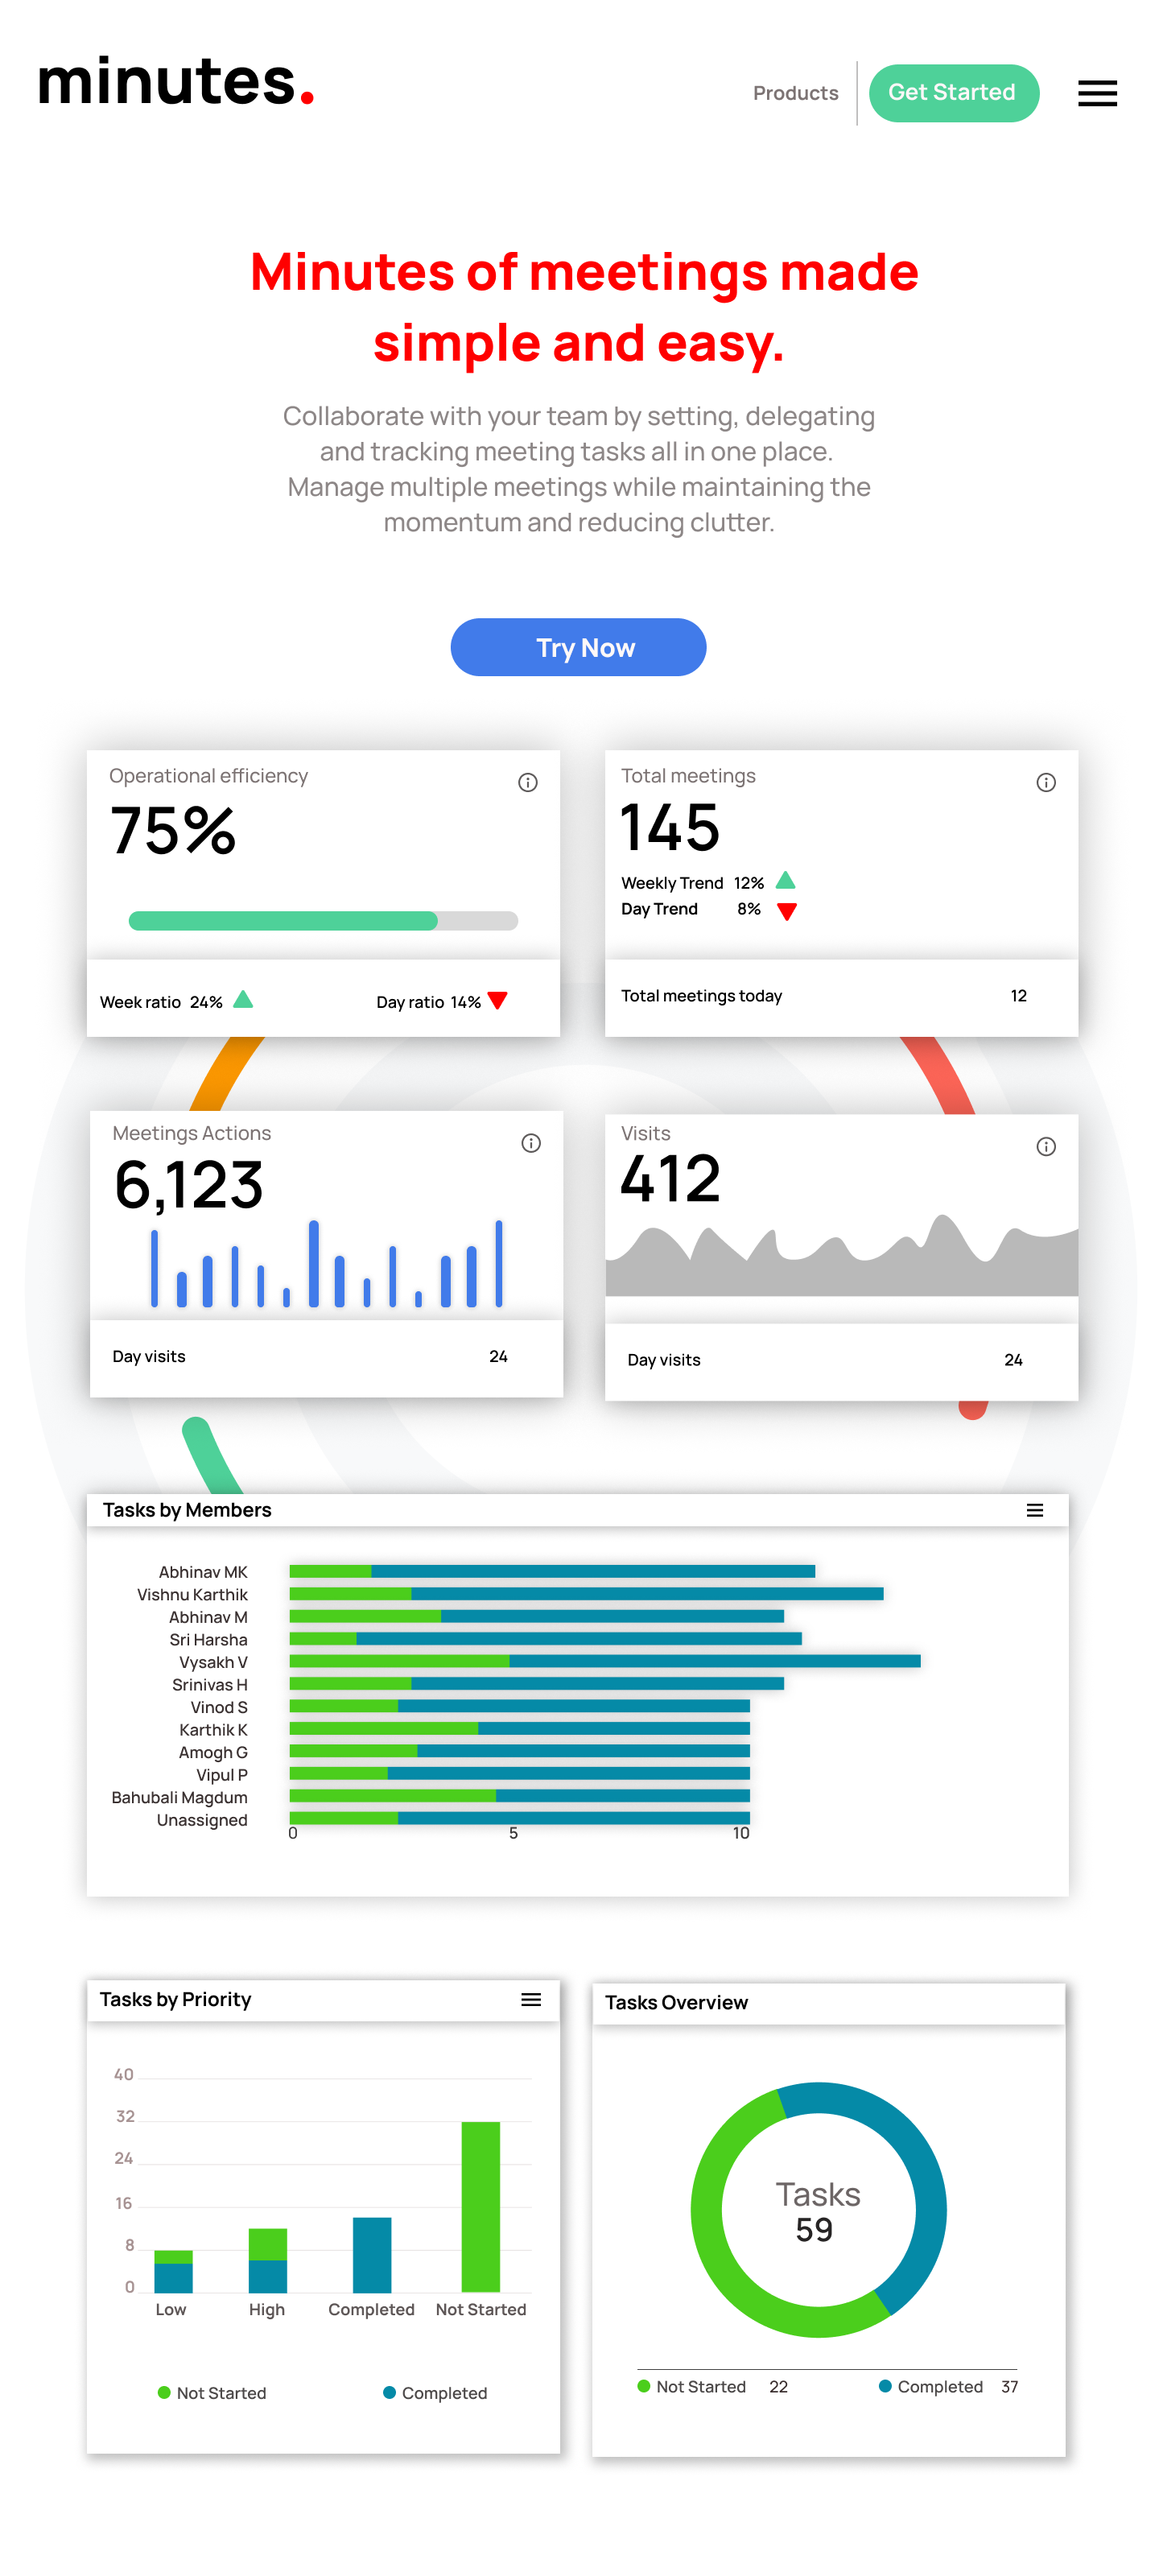 minutes.
Products
Get Started
Minutes of meetings made
simple and easy.
Collaborate with your team by setting, delegating
and tracking meeting tasks all in one place.
Manage multiple meetings while maintaining the
momentum and reducing clutter.
Try Now
Operational efficiency
75%
Week ratio 24%
Day ratio 14%
Total meetings
145
Weekly Trend 12%
Day Trend 8%
Total meetings today 12
Meetings Actions
6,123
Day visits 24
Visits
412
Day visits 24
Tasks by Members
Abhinav MK
Vishnu Karthik
Abhinav M
Sri Harsha
Vysakh V
Srinivas H
Vinod S
Karthik K
Amogh G
Vipul P
Bahubali Magdum
Unassigned
0 5 10
Tasks by Priority
40
32
24
16
8
0
Low High Completed Not Started
Not Started Completed
Tasks Overview
Tasks
59
Not Started 22 Completed 37